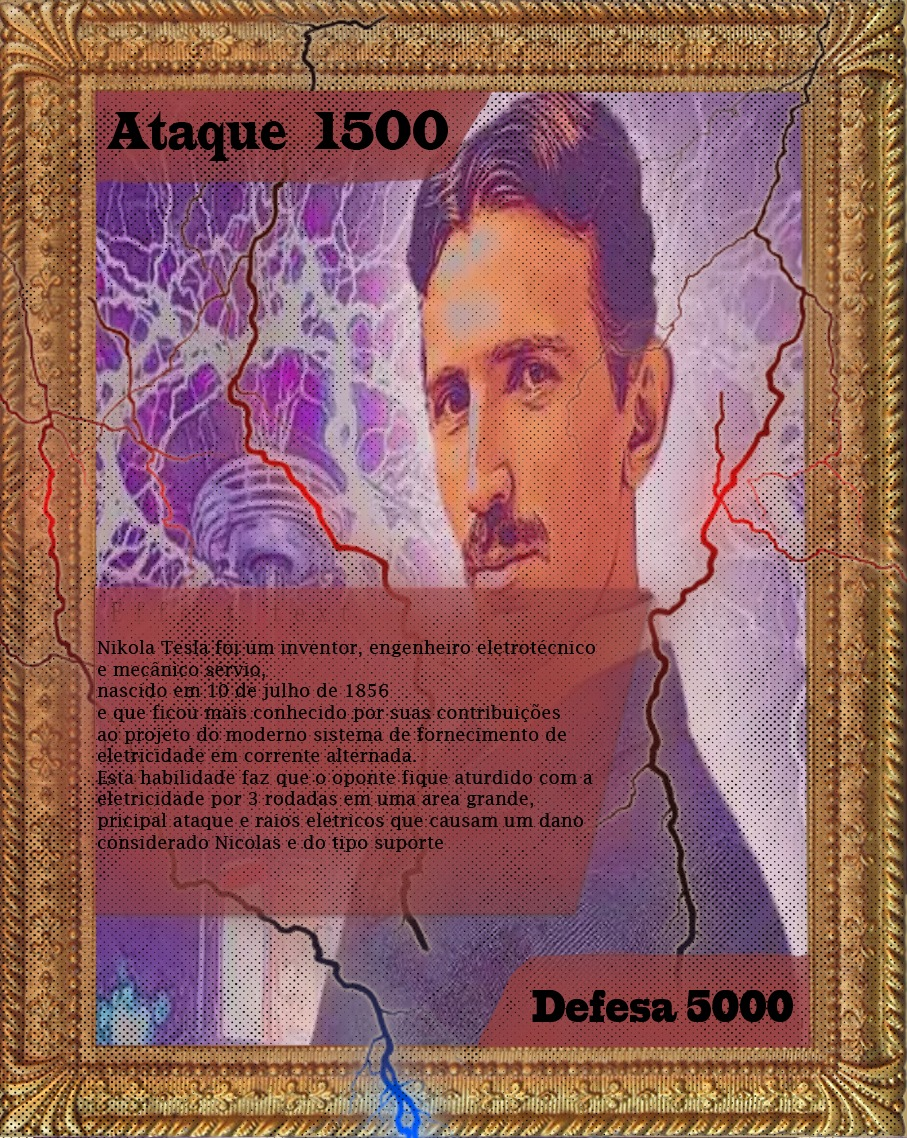 Ataque 1500
Nikola Tesla foi um inventor, engenheiro eletrotécnico
e mecânico servio,
nascido em 10 de julho de 1856
e que ficou mais conhecido por suas contribuições
ao projeto do moderno sistema de fornecimento de
eletricidade em corrente alternada.
Esta habilidade faz que o oponte fique aturdido com a
eletricidade por 3 rodadas em uma area grande,
pricipal ataque e raios eletricos que causam um dano
considerado Nicolas e do tipo suporte
Defesa 5000